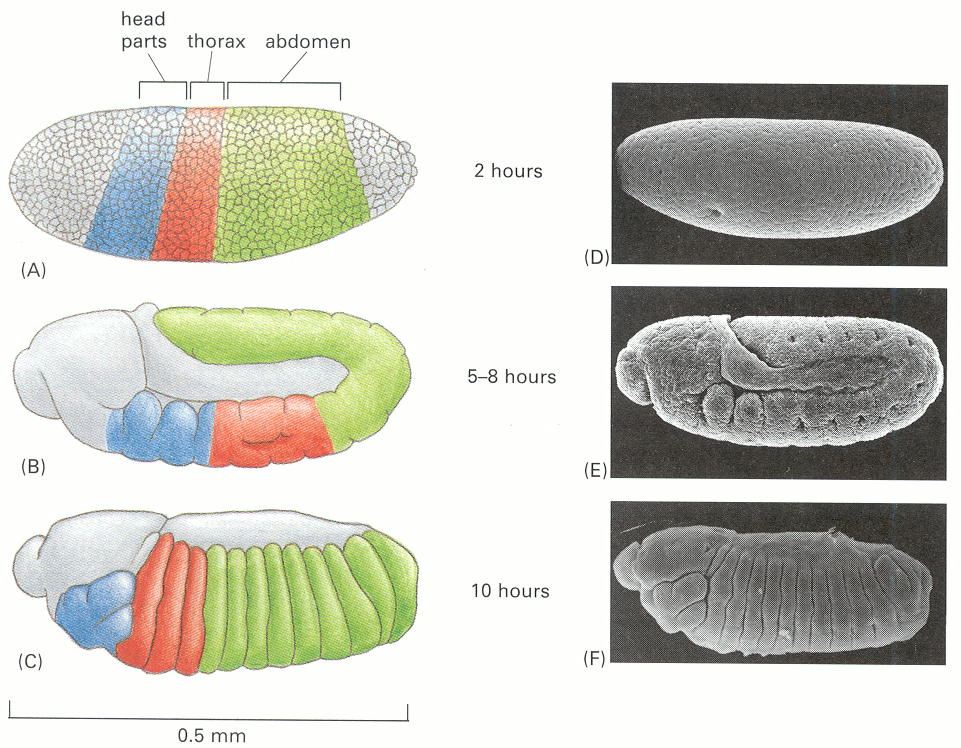 head
parts thorax abdomen
2 hours
(A)
(D)
5–8 hours
(B)
(E)
10 hours
(C)
(F)
0.5 mm